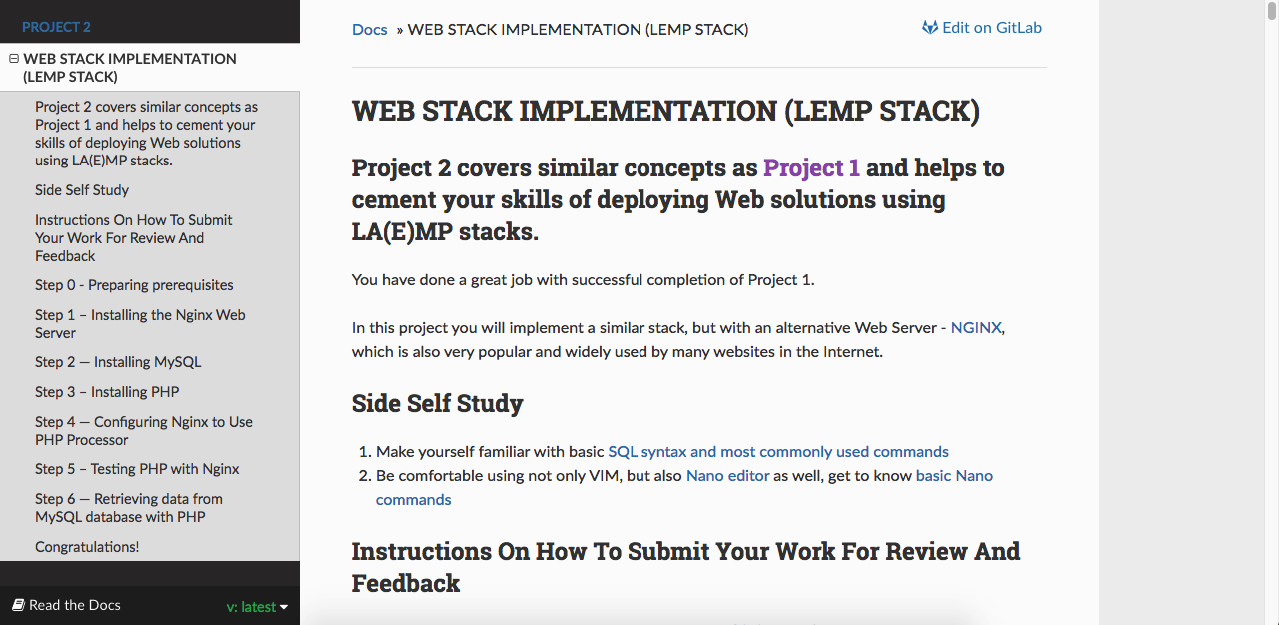 PROJECT 2
WEB STACK IMPLEMENTATION
(LEMP STACK)
Project 2 covers similar concepts as
Project 1 and helps to cement your
skills of deploying Web solutions
using LA(E)MP stacks.
Side Self Study
Instructions On How To Submit
Your Work For Review And
Feedback
Step 0 - Preparing prerequisites
Step 1 – Installing the Nginx Web
Server
Step 2 — Installing MySQL
Step 3 – Installing PHP
Step 4 — Configuring Nginx to Use
PHP Processor
Step 5 – Testing PHP with Nginx
Step 6 — Retrieving data from
MySQL database with PHP
Congratulations!
Read the Docs
v: latest
Docs » WEB STACK IMPLEMENTATION (LEMP STACK)
Edit on GitLab
WEB STACK IMPLEMENTATION (LEMP STACK)
Project 2 covers similar concepts as Project 1 and helps to
cement your skills of deploying Web solutions using
LA(E)MP stacks.
You have done a great job with successful completion of Project 1.
In this project you will implement a similar stack, but with an alternative Web Server - NGINX,
which is also very popular and widely used by many websites in the Internet.
Side Self Study
1. Make yourself familiar with basic SQL syntax and most commonly used commands
2. Be comfortable using not only VIM, but also Nano editor as well, get to know basic Nano
commands
Instructions On How To Submit Your Work For Review And
Feedback